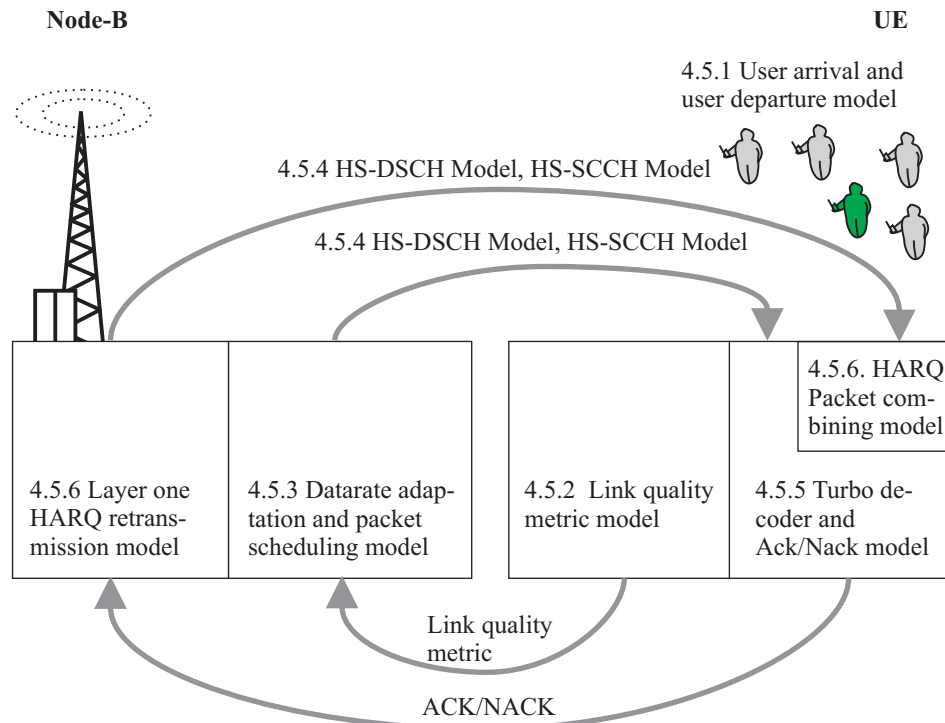 Node-B
UE
4.5.1 User arrival and
user departure model
4.5.4 HS-DSCH Model, HS-SCCH Model
4.5.4 HS-DSCH Model, HS-SCCH Model
4.5.6. HARQ
Packet com-
bining model
4.5.6 Layer one
HARQ retrans-
mission model
4.5.3 Datarate adap-
tation and packet
scheduling model
4.5.2 Link quality
metric model
4.5.5 Turbo de-
coder and
Ack/Nack model
Link quality
metric
ACK/NACK